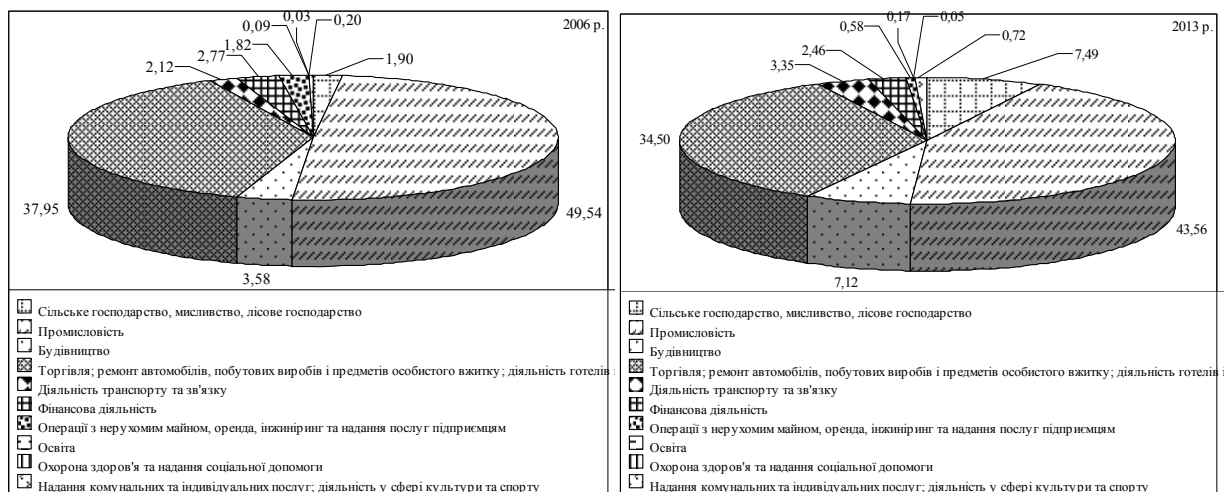 0,03
0,20
2006 р.
0,09
1,82
2,77
1,90
2,12
37,95
49,54
3,58
Сільське господарство, мисливство, лісове господарство
Промисловість
Будівництво
Торгівля; ремонт автомобілів, побутових виробів і предметів особистого вжитку; діяльність готелів і
Діяльність транспорту та зв'язку
Фінансова діяльність
Операції з нерухомим майном, оренда, інжиніринг та надання послуг підприємцям
Освіта
Охорона здоров'я та надання соціальної допомоги
Надання комунальних та індивідуальних послуг; діяльність у сфері культури та спорту
0,17
0,05
2013 р.
0,58
0,72
2,46
7,49
3,35
34,50
43,56
7,12
Сільське господарство, мисливство, лісове господарство
Промисловість
Будівництво
Торгівля; ремонт автомобілів, побутових виробів і предметів особистого вжитку; діяльність готелів і
Діяльність транспорту та зв'язку
Фінансова діяльність
Операції з нерухомим майном, оренда, інжиніринг та надання послуг підприємцям
Освіта
Охорона здоров'я та надання соціальної допомоги
Надання комунальних та індивідуальних послуг; діяльність у сфері культури та спорту